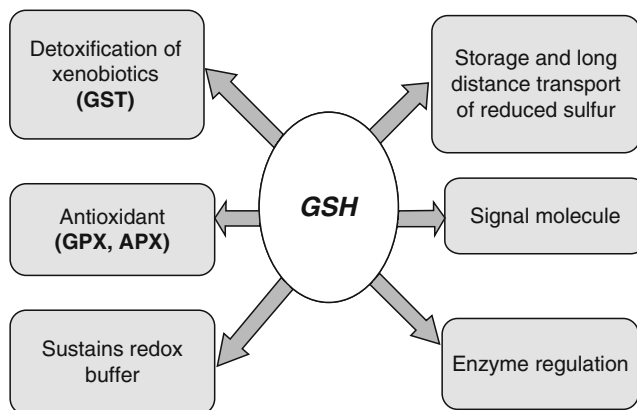 Detoxification of
xenobiotics
(GST)
Storage and long
distance transport
of reduced sulfur
GSH
Antioxidant
(GPX, APX)
Signal molecule
Sustains redox
buffer
Enzyme regulation